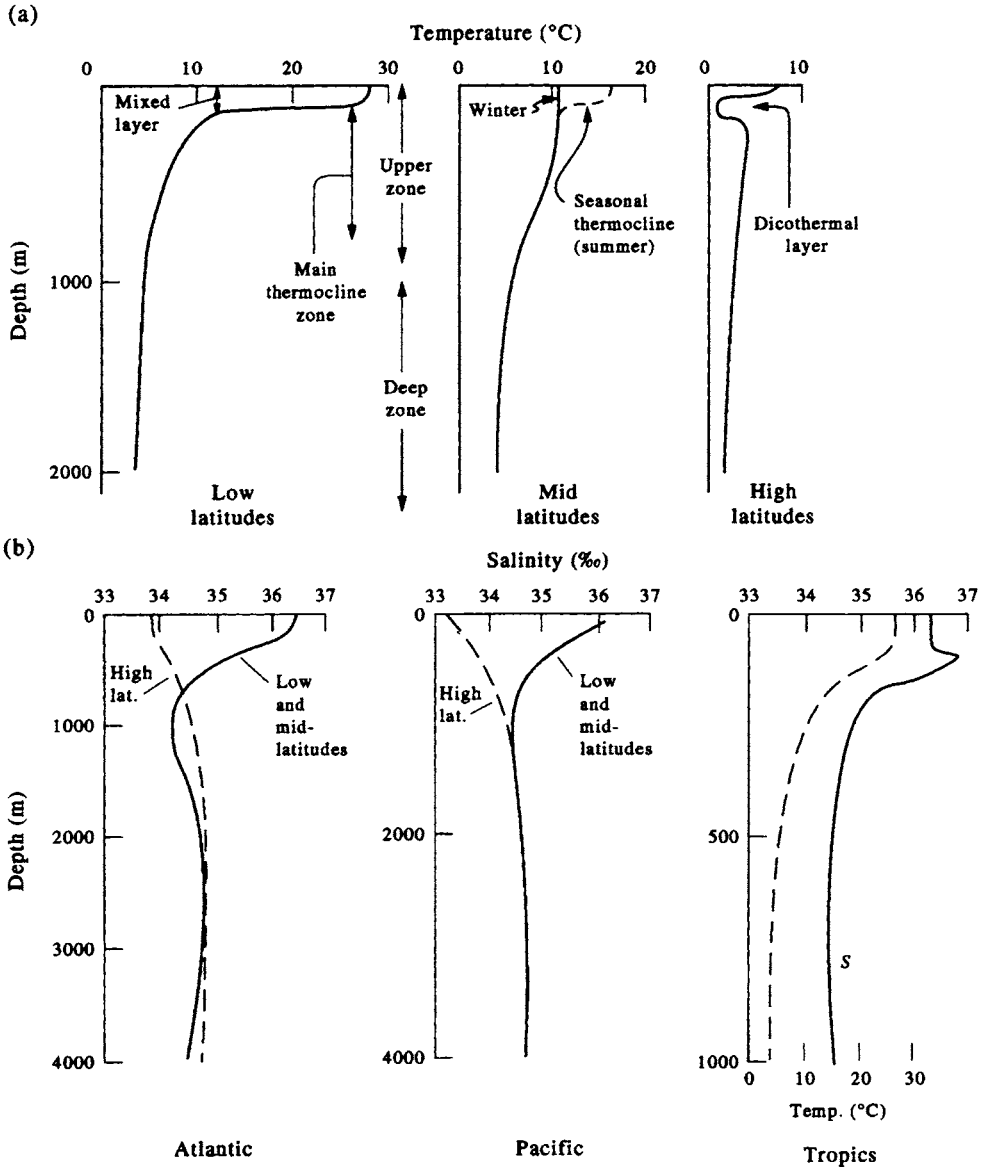 (a)
Temperature (°C)
0 10 20 30
0 10 20
0 10
Mixed
layer
Winter
Upper
zone
Seasonal
thermocline
(summer)
Dicothermal
layer
Main
thermocline
zone
Depth (m)
1000
Deep
zone
2000
Low
latitudes
Mid
latitudes
High
latitudes
(b)
Salinity (‰)
33 34 35 36 37
33 34 35 36 37
33 34 35 36 37
0
High
lat.
Low
and
mid-
latitudes
1000
2000
3000
4000
Depth (m)
Atlantic
0
High
lat.
Low
and
mid-
latitudes
2000
4000
Pacific
0
500
S
1000
0 10 20 30
Temp. (°C)
Tropics